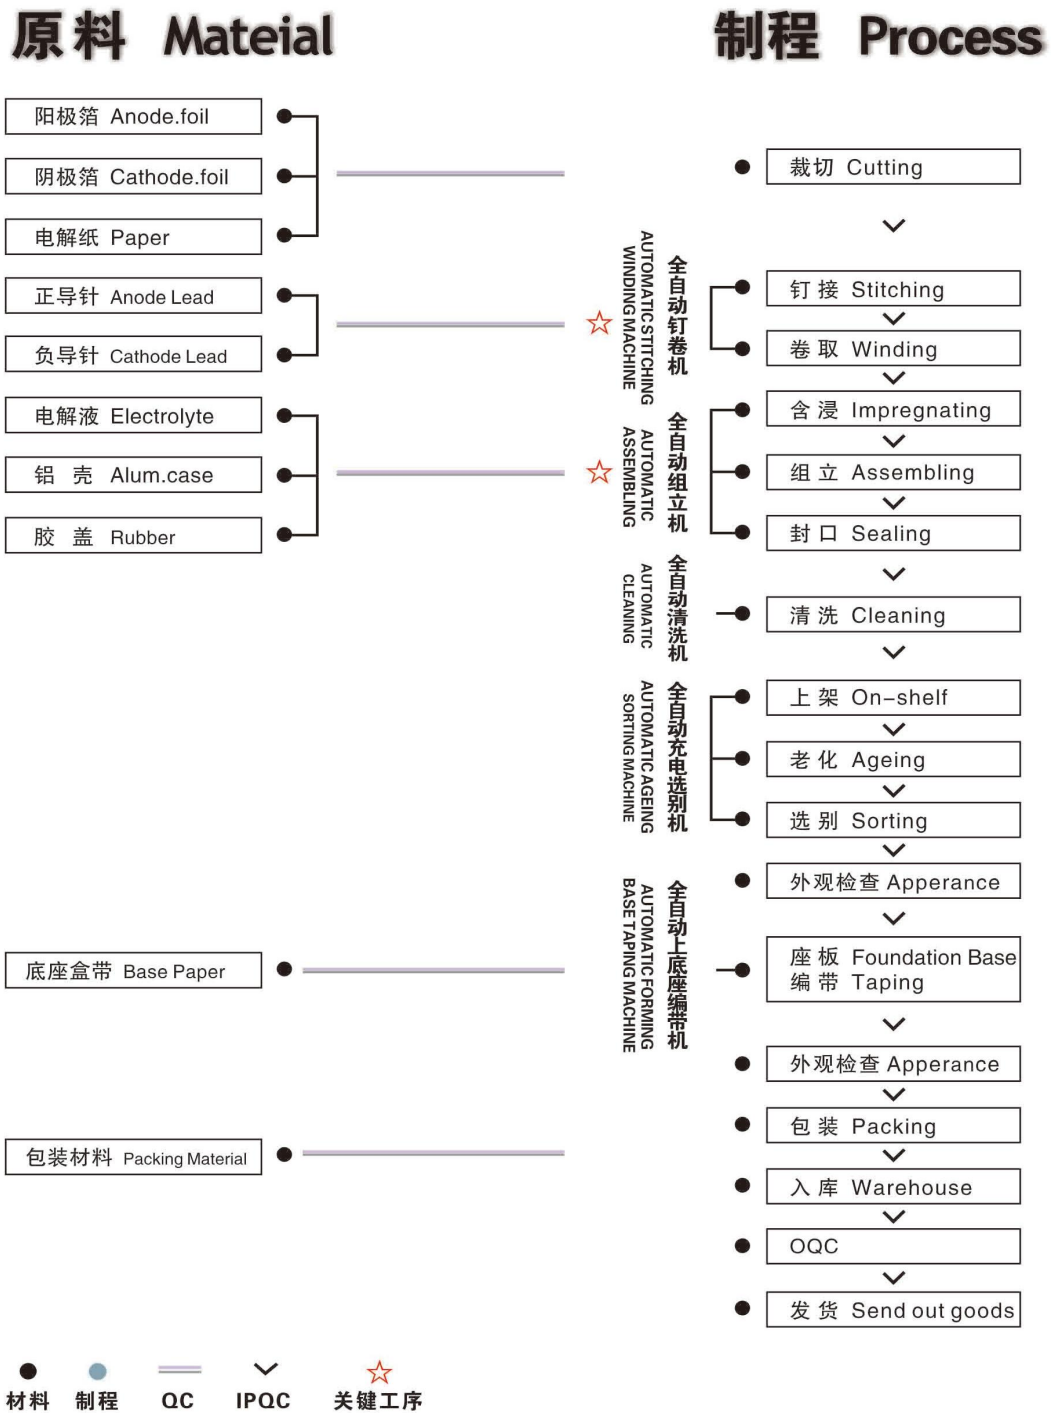 原料 Mateial
阳极箔 Anode.foil
阴极箔 Cathode.foil
电解纸 Paper
正导针 Anode Lead
负导针 Cathode Lead
电解液 Electrolyte
铝 壳 Alum.case
胶 盖 Rubber
底座盒带 Base Paper
包装材料 Packing Material
全自动钉卷机
AUTOMATIC STITCHING
WINDING MACHINE
全自动组立机
AUTOMATIC
ASSEMBLING
全自动清洗机
AUTOMATIC
CLEANING
全自动充电选别机
AUTOMATIC AGEING
SORTING MACHINE
全自动上底座编带机
AUTOMATIC FORMING
BASE TAPING MACHINE
制程 Process
裁切 Cutting
钉 接 Stitching
卷 取 Winding
含 浸 Impregnating
组 立 Assembling
封 口 Sealing
清 洗 Cleaning
上 架 On-shelf
老 化 Ageing
选 别 Sorting
外观检查 Apperance
座 板 Foundation Base
编 带 Taping
外观检查 Apperance
包 装 Packing
入 库 Warehouse
OQC
发 货 Send out goods
材料 制程 QC IPQC 关键工序